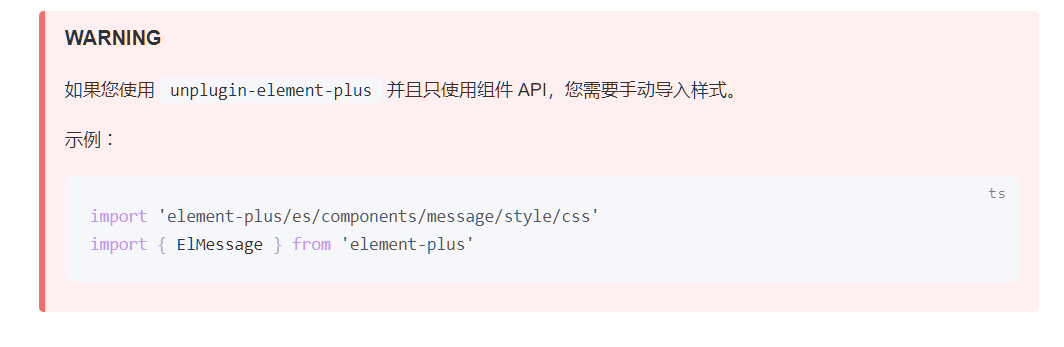 WARNING
如果您使用 unplugin-element-plus 并且只使用组件 API，您需要手动导入样式。
示例：
ts
import 'element-plus/es/components/message/style/css'
import { ElMessage } from 'element-plus'